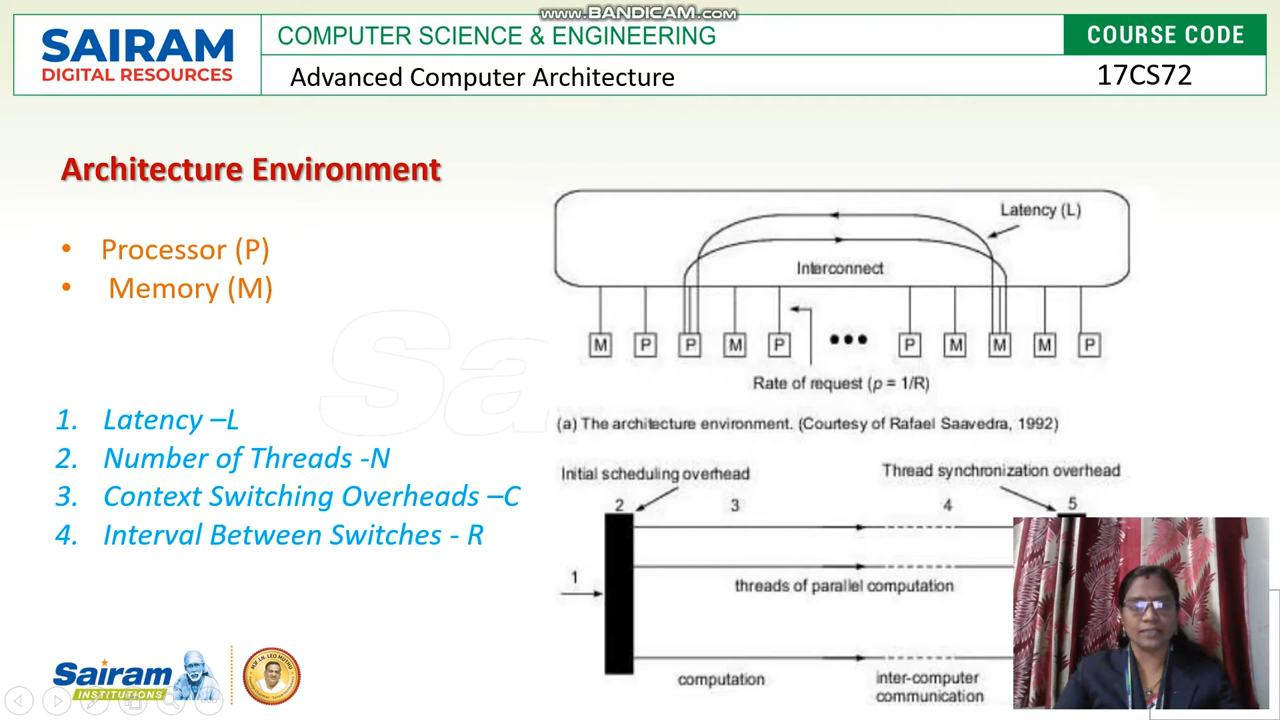 www.BANDICAM.com
SAIRAM
DIGITAL RESOURCES
COMPUTER SCIENCE & ENGINEERING
COURSE CODE
Advanced Computer Architecture
17CS72
Architecture Environment
• Processor (P)
• Memory (M)
1. Latency –L
2. Number of Threads -N
3. Context Switching Overheads –C
4. Interval Between Switches - R
Latency (L)
Interconnect
M P P M P ••• P M M M P
Rate of request (p = 1/R)
(a) The architecture environment. (Courtesy of Rafael Saavedra, 1992)
Initial scheduling overhead
Thread synchronization overhead
2 3 4 5
1
threads of parallel computation
computation
inter-computer
communication
Sa
Sairam
INSTITUTIONS